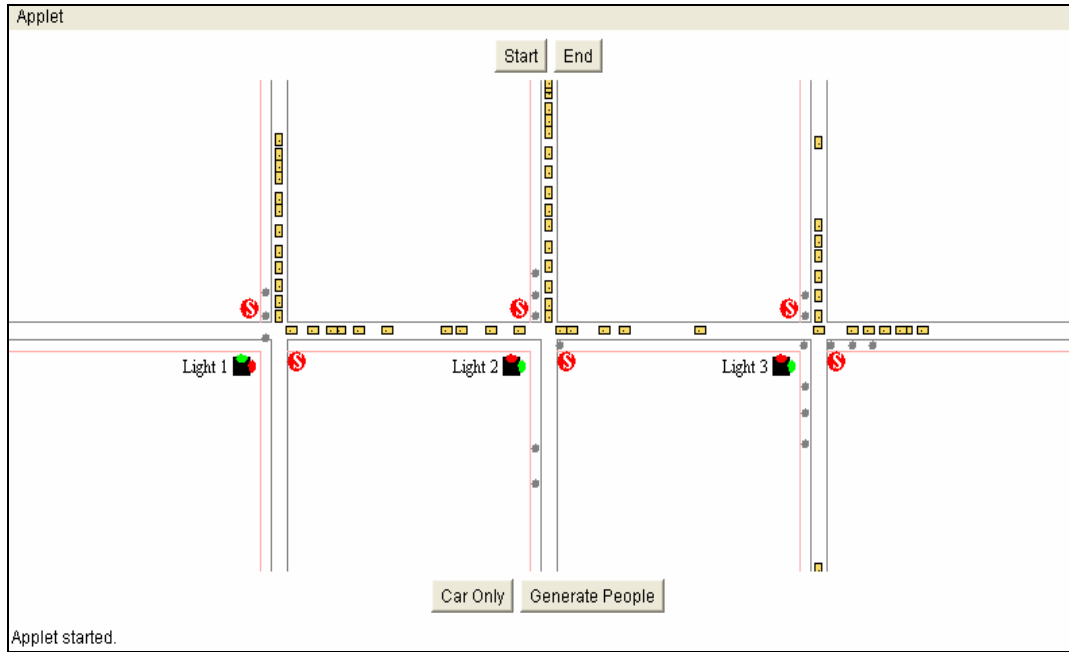 Applet
Start End
S S S
Light 1 S Light 2 S Light 3 S
Car Only Generate People
Applet started.